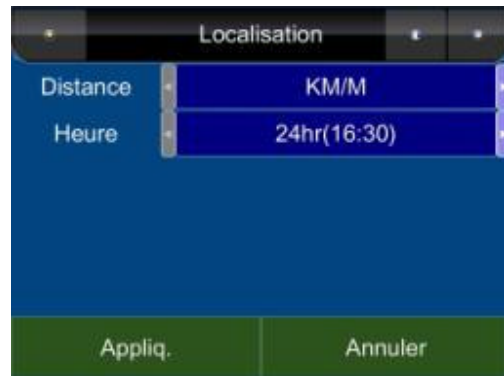 Localisation
Distance KM/M
Heure 24hr(16:30)
Appliq. Annuler